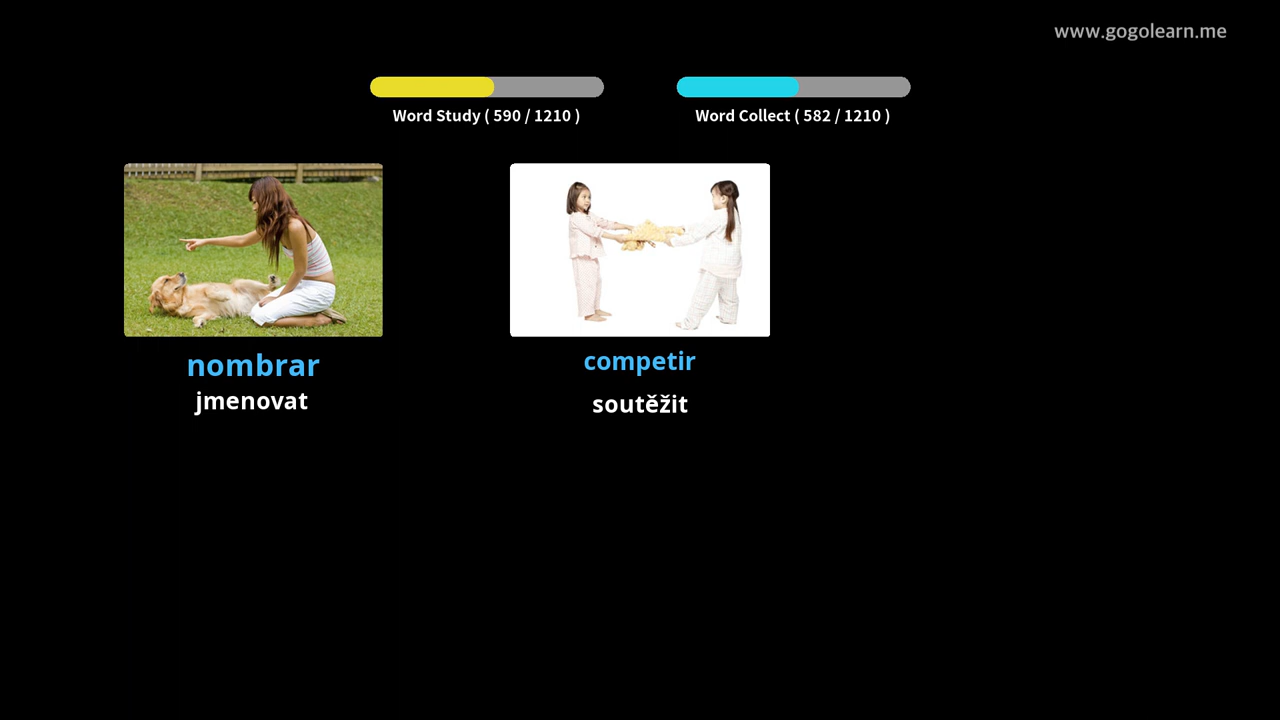 www.gogolearn.me
Word Study ( 590 / 1210 )
Word Collect ( 582 / 1210 )
nombrar
jmenovat
competir
soutěžit